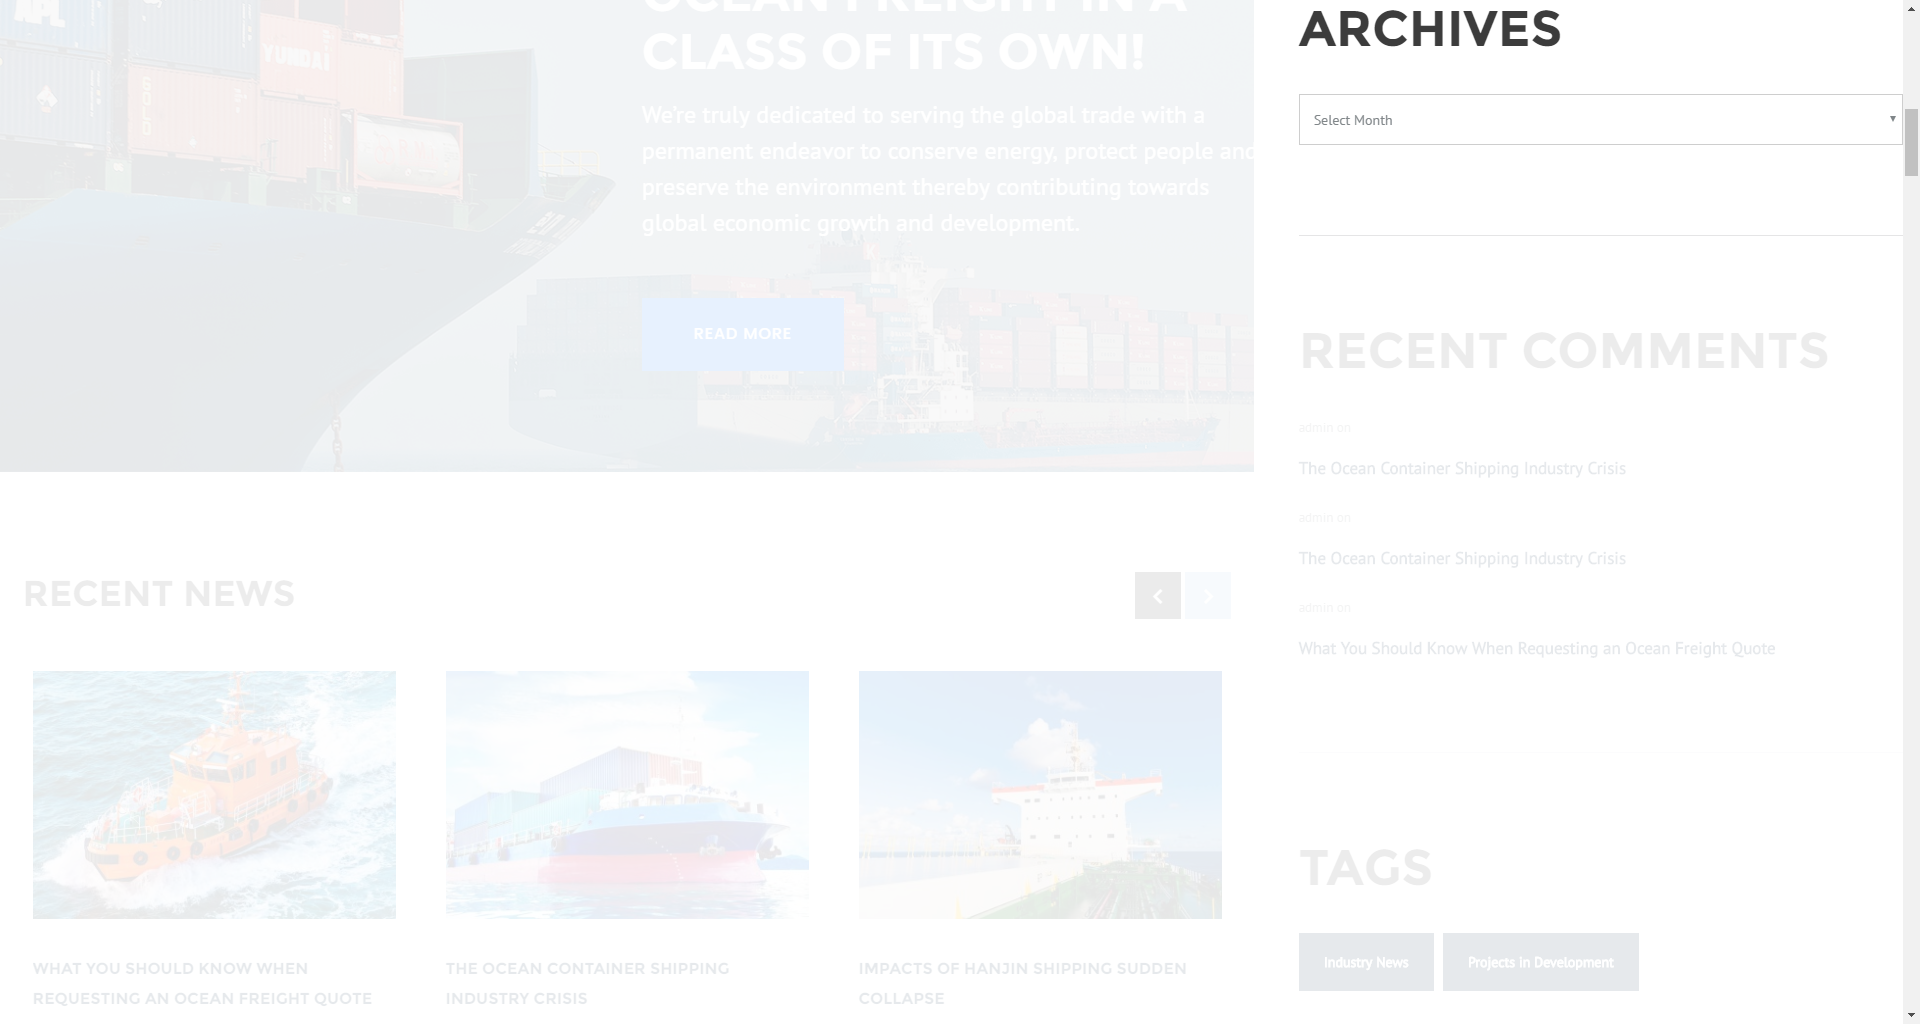 APL
YUNDAI
OCEAN FREIGHT IN A
CLASS OF ITS OWN!
We're truly dedicated to serving the global trade with a
permanent endeavor to conserve energy, protect people and
preserve the environment thereby contributing towards
global economic growth and development.
READ MORE
RECENT NEWS
WHAT YOU SHOULD KNOW WHEN
REQUESTING AN OCEAN FREIGHT QUOTE
THE OCEAN CONTAINER SHIPPING
INDUSTRY CRISIS
IMPACTS OF HANJIN SHIPPING SUDDEN
COLLAPSE
ARCHIVES
Select Month
RECENT COMMENTS
admin on
The Ocean Container Shipping Industry Crisis
admin on
The Ocean Container Shipping Industry Crisis
admin on
What You Should Know When Requesting an Ocean Freight Quote
TAGS
Industry News
Projects in Development